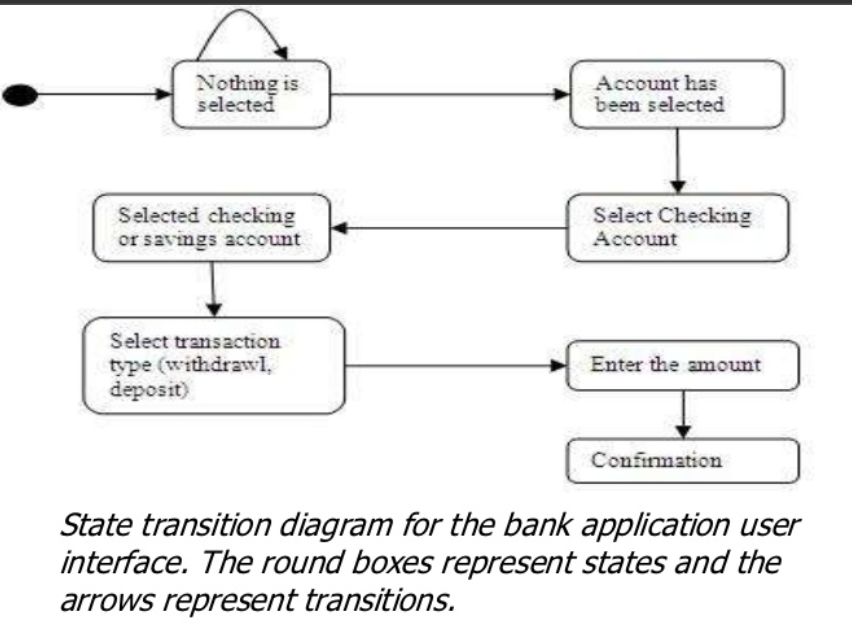 Nothing is
selected
Account has
been selected
Select Checking
Account
Selected checking
or savings account
Select transaction
type (withdrawl,
deposit)
Enter the amount
Confirmation
State transition diagram for the bank application user
interface. The round boxes represent states and the
arrows represent transitions.